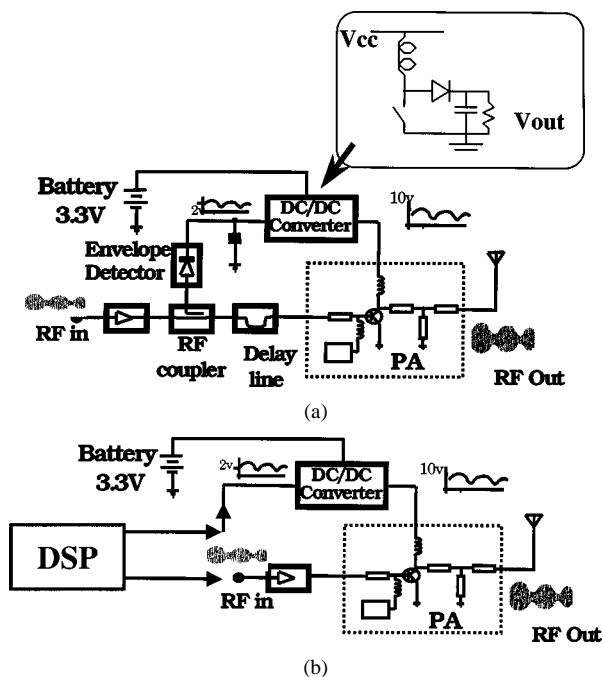 Vcc
Vout
Battery
3.3V
2v
DC/DC
Converter
10v
Envelope
Detector
RF in
RF
coupler
Delay
line
PA
RF Out
(a)
Battery
3.3V
2v
DC/DC
Converter
10v
DSP
RF in
PA
RF Out
(b)